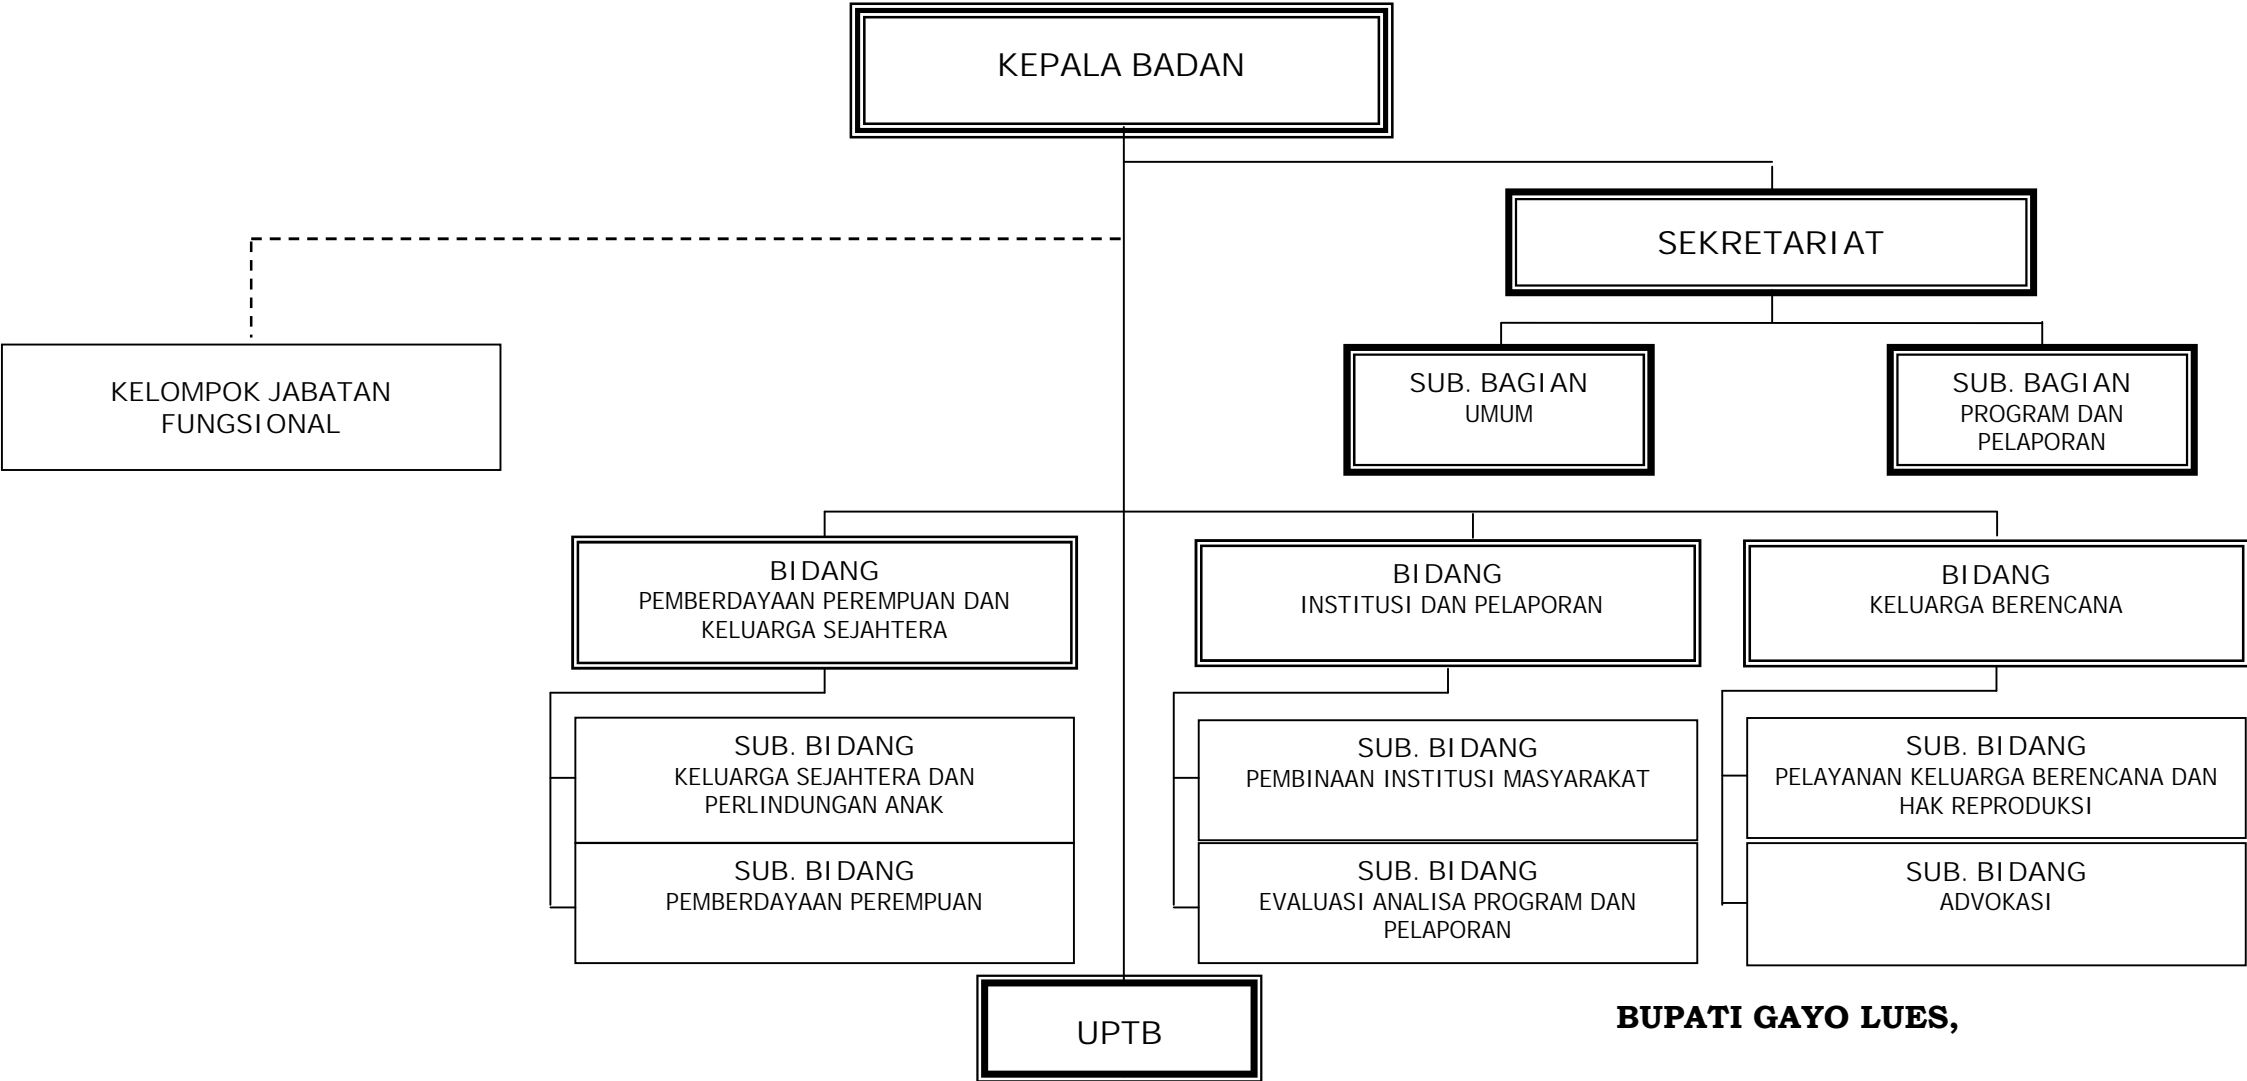 KEPALA BADAN
SEKRETARIAT
KELOMPOK JABATAN
FUNGSIONAL
SUB. BAGIAN
UMUM
SUB. BAGIAN
PROGRAM DAN
PELAPORAN
BIDANG
PEMBERDAYAAN PEREMPUAN DAN
KELUARGA SEJAHTERA
BIDANG
INSTITUSI DAN PELAPORAN
BIDANG
KELUARGA BERENCANA
SUB. BIDANG
KELUARGA SEJAHTERA DAN
PERLINDUNGAN ANAK
SUB. BIDANG
PEMBERDAYAAN PEREMPUAN
SUB. BIDANG
PEMBINAAN INSTITUSI MASYARAKAT
SUB. BIDANG
EVALUASI ANALISA PROGRAM DAN
PELAPORAN
SUB. BIDANG
PELAYANAN KELUARGA BERENCANA DAN
HAK REPRODUKSI
SUB. BIDANG
ADVOKASI
UPTB
BUPATI GAYO LUES,